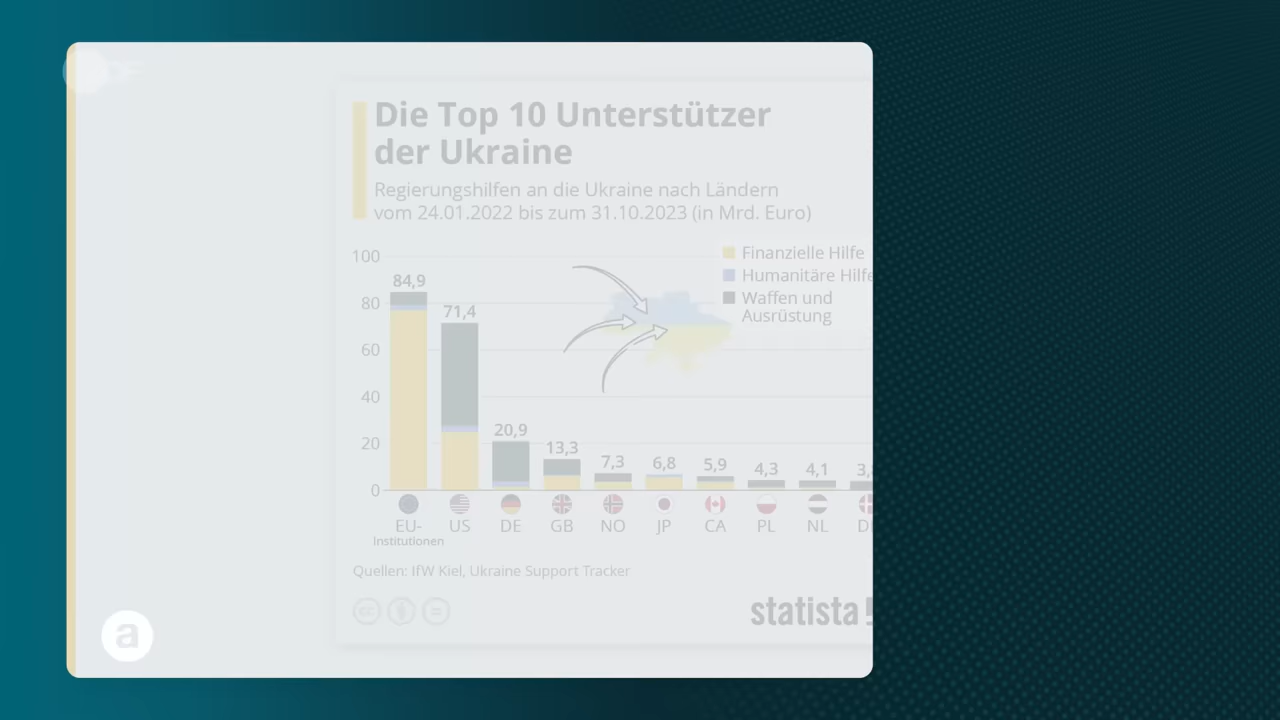 Die Top 10 Unterstützer
der Ukraine
Regierungshilfen an die Ukraine nach Ländern
vom 24.01.2022 bis zum 31.10.2023 (in Mrd. Euro)
Finanzielle Hilfe
Humanitäre Hilfe
Waffen und
Ausrüstung
100
80
60
40
20
0
84,9
71,4
20,9
13,3
7,3
6,8
5,9
4,3
4,1
EU-
Institutionen
US
DE
GB
NO
JP
CA
PL
NL
Quellen: IfW Kiel, Ukraine Support Tracker
cc
=
statista
a